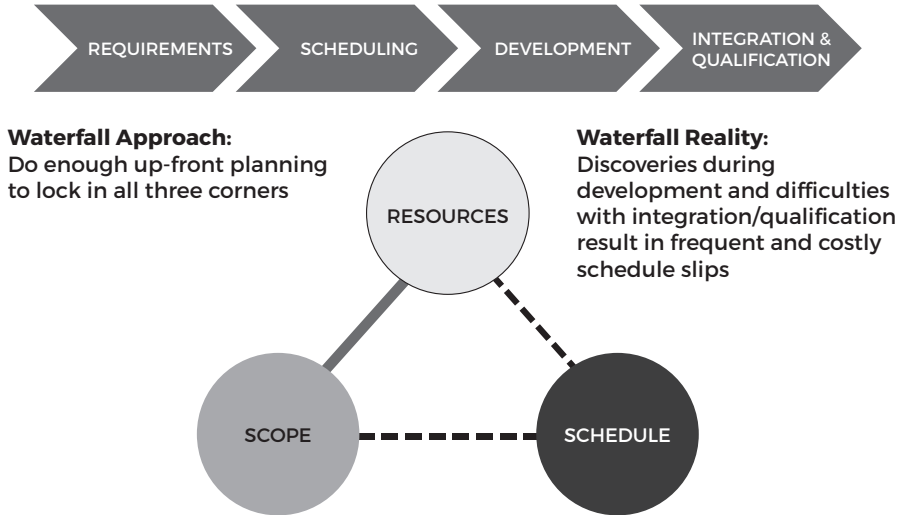 REQUIREMENTS
SCHEDULING
DEVELOPMENT
INTEGRATION &
QUALIFICATION
Waterfall Approach:
Do enough up-front planning
to lock in all three corners
Waterfall Reality:
Discoveries during
development and difficulties
with integration/qualification
result in frequent and costly
schedule slips
RESOURCES
SCOPE
SCHEDULE